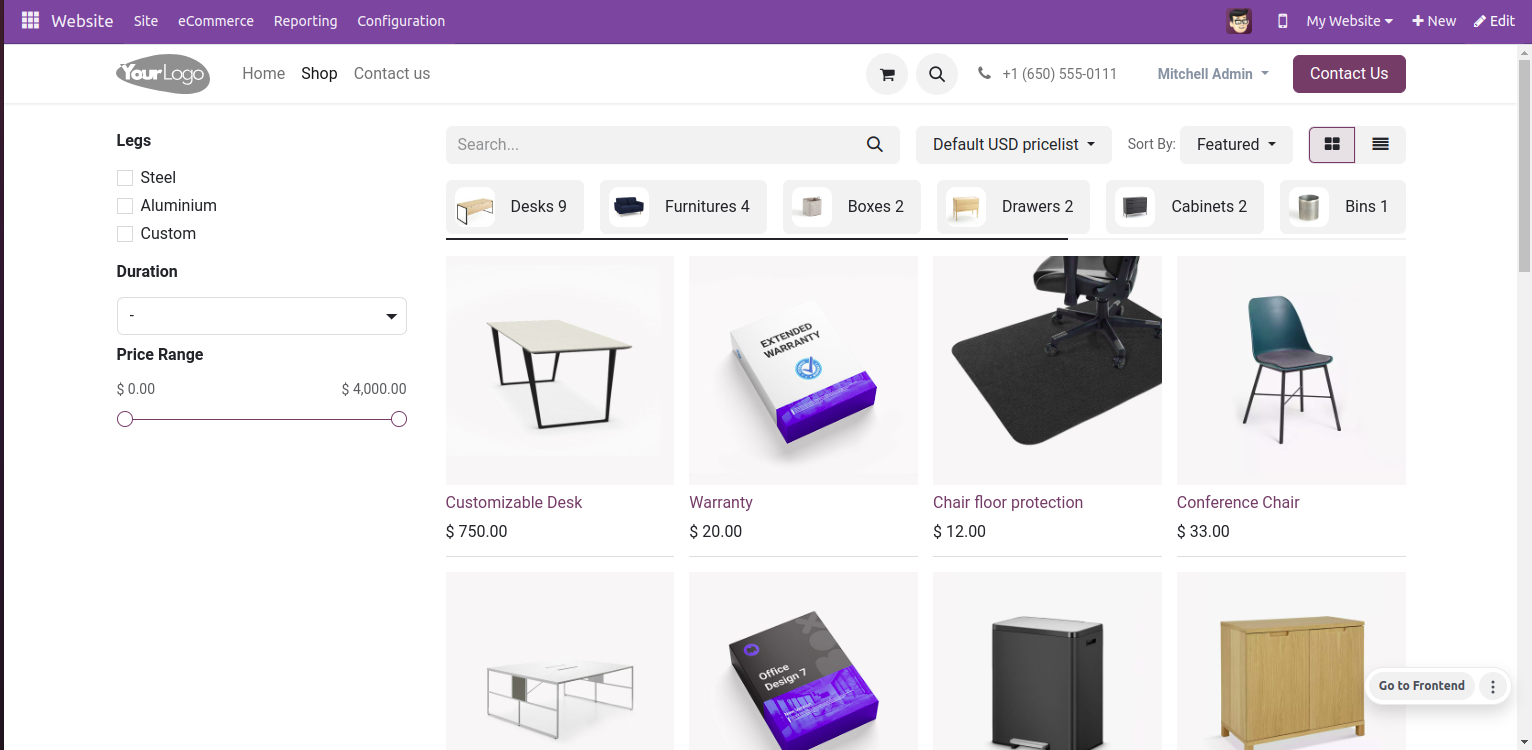 Website Site eCommerce Reporting Configuration My Website New Edit
YourLogo Home Shop Contact us +1 (650) 555-0111 Mitchell Admin Contact Us
Legs
Steel
Aluminium
Custom
Duration
-
Price Range
$ 0.00 $ 4,000.00
Search... Default USD pricelist Sort By: Featured
Desks 9 Furnitures 4 Boxes 2 Drawers 2 Cabinets 2 Bins 1
EXTENDED
WARRANTY
Customizable Desk Warranty Chair floor protection Conference Chair
$ 750.00 $ 20.00 $ 12.00 $ 33.00
Office
Design 7
Go to Frontend